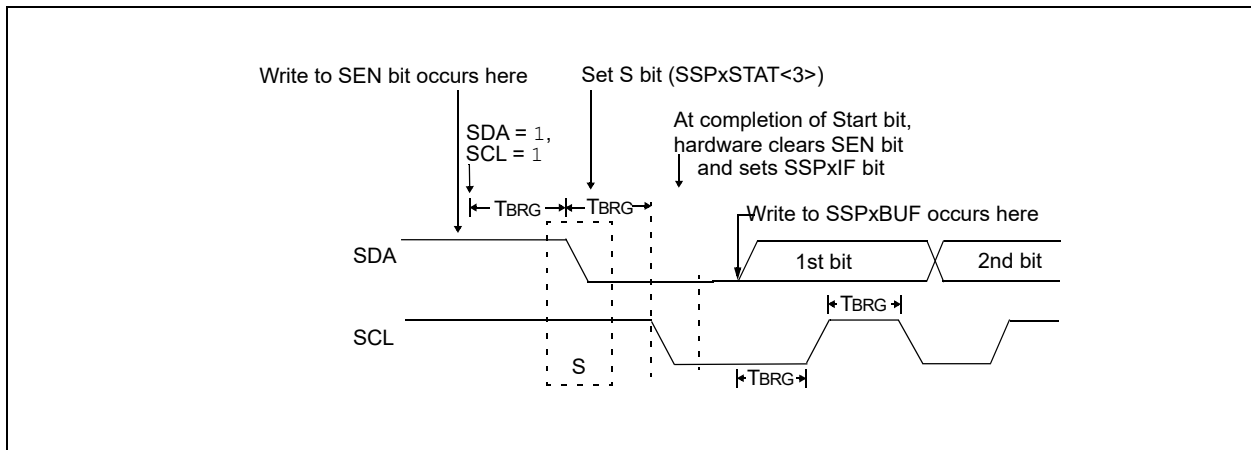 Write to SEN bit occurs here
Set S bit (SSPxSTAT<3>)
SDA = 1,
SCL = 1
At completion of Start bit,
hardware clears SEN bit
and sets SSPxIF bit
TBRG
TBRG
Write to SSPxBUF occurs here
SDA
1st bit
2nd bit
TBRG
SCL
S
TBRG